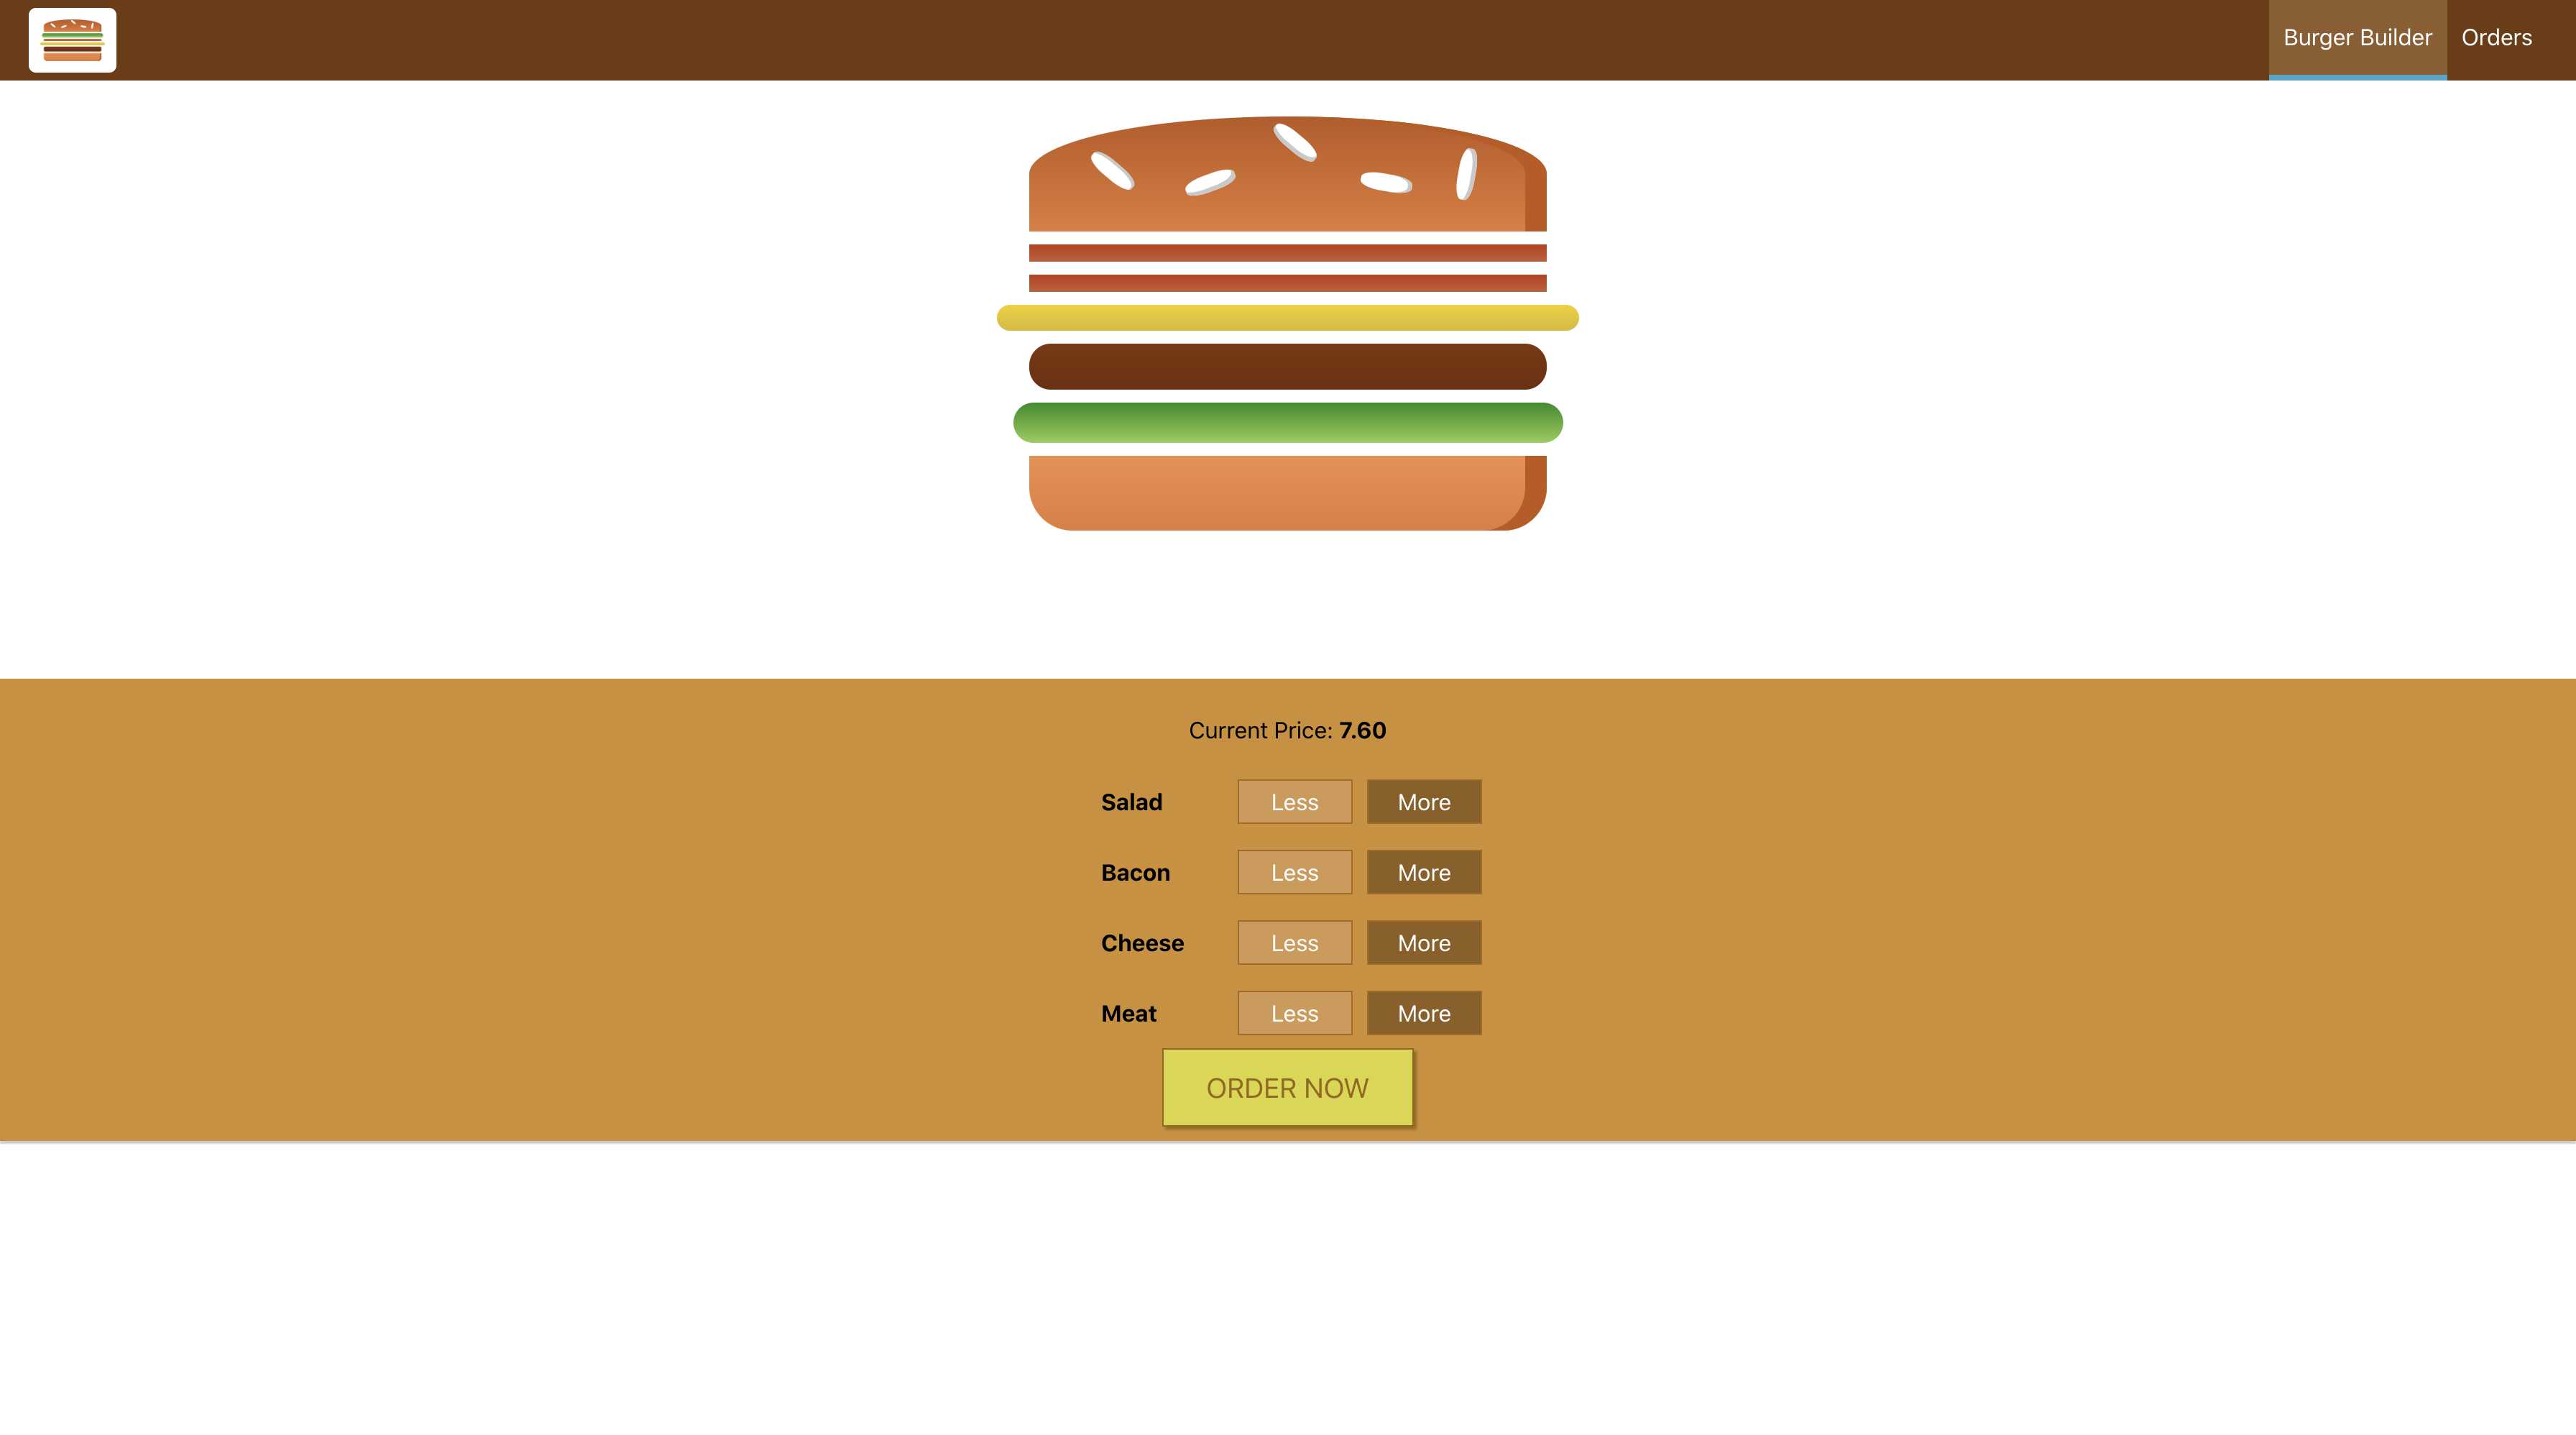 Burger Builder Orders
Current Price: 7.60
Salad Less More
Bacon Less More
Cheese Less More
Meat Less More
ORDER NOW